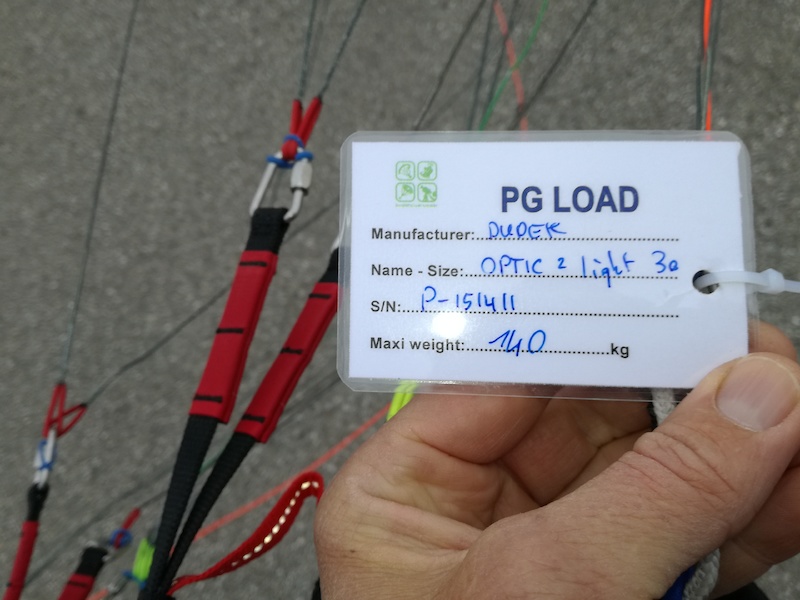 PG LOAD
Manufacturer: DUDEK
Name - Size: OPTIC 2 light 30
S/N: P-151411
Maxi weight: 140 kg